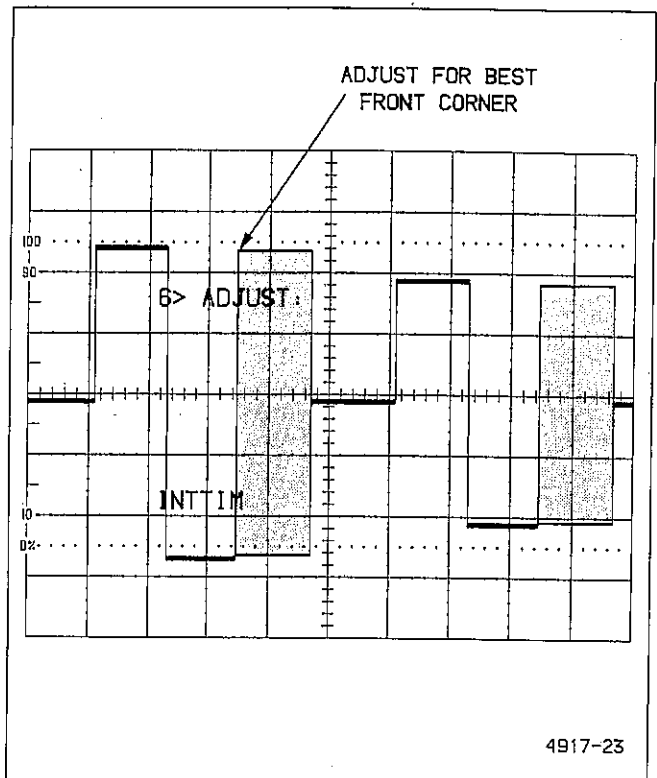 ADJUST FOR BEST
FRONT CORNER
100
90
6> ADJUST:
INTTIM
10
0%
4917-23